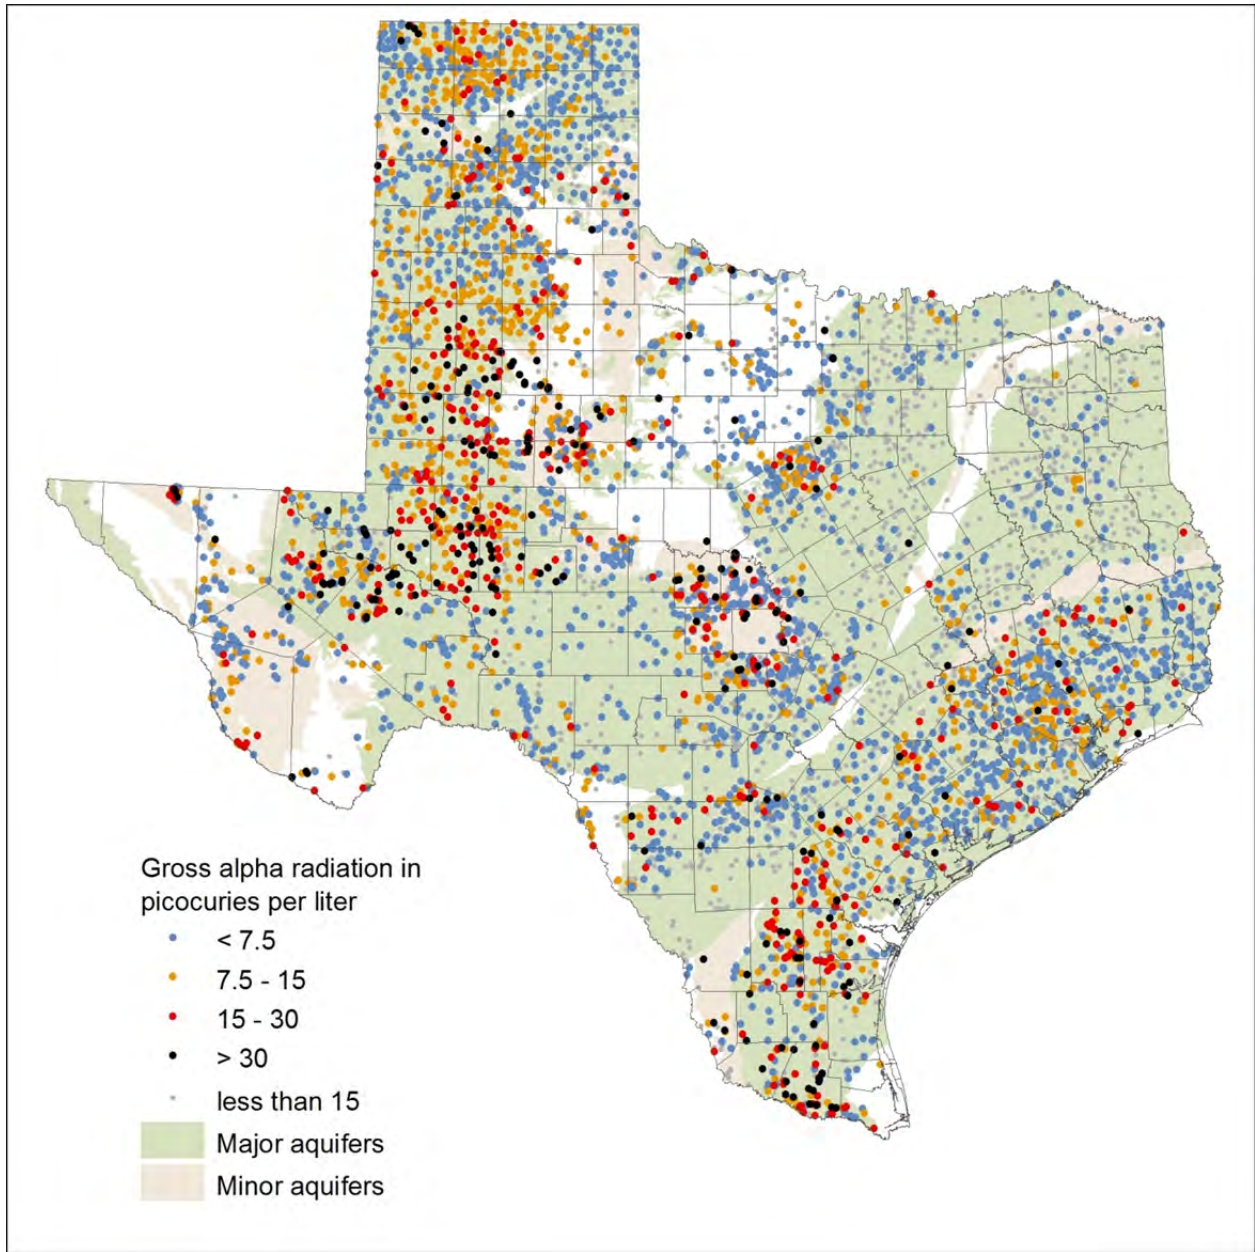 Gross alpha radiation in
picocuries per liter
< 7.5
7.5 - 15
15 - 30
> 30
less than 15
Major aquifers
Minor aquifers